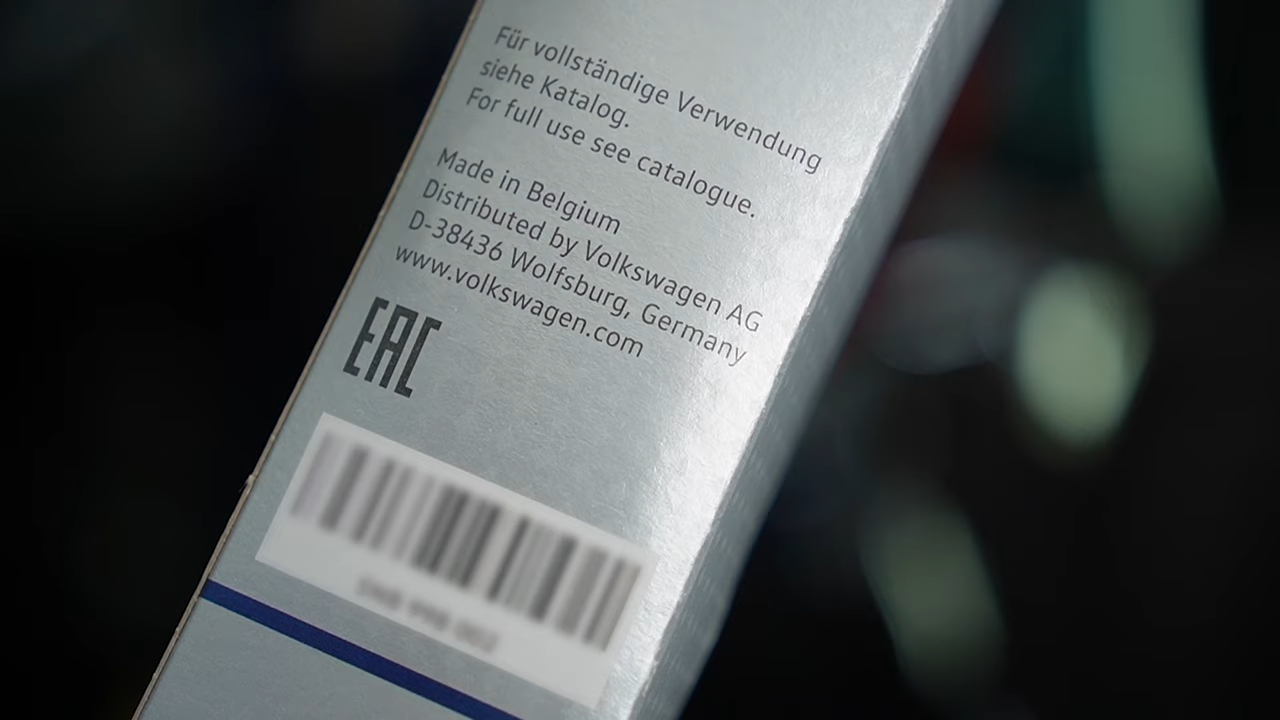 Für vollständige Verwendung
siehe Katalog.
For full use see catalogue.
Made in Belgium
Distributed by Volkswagen AG
D-38436 Wolfsburg, Germany
www.volkswagen.com
EAC